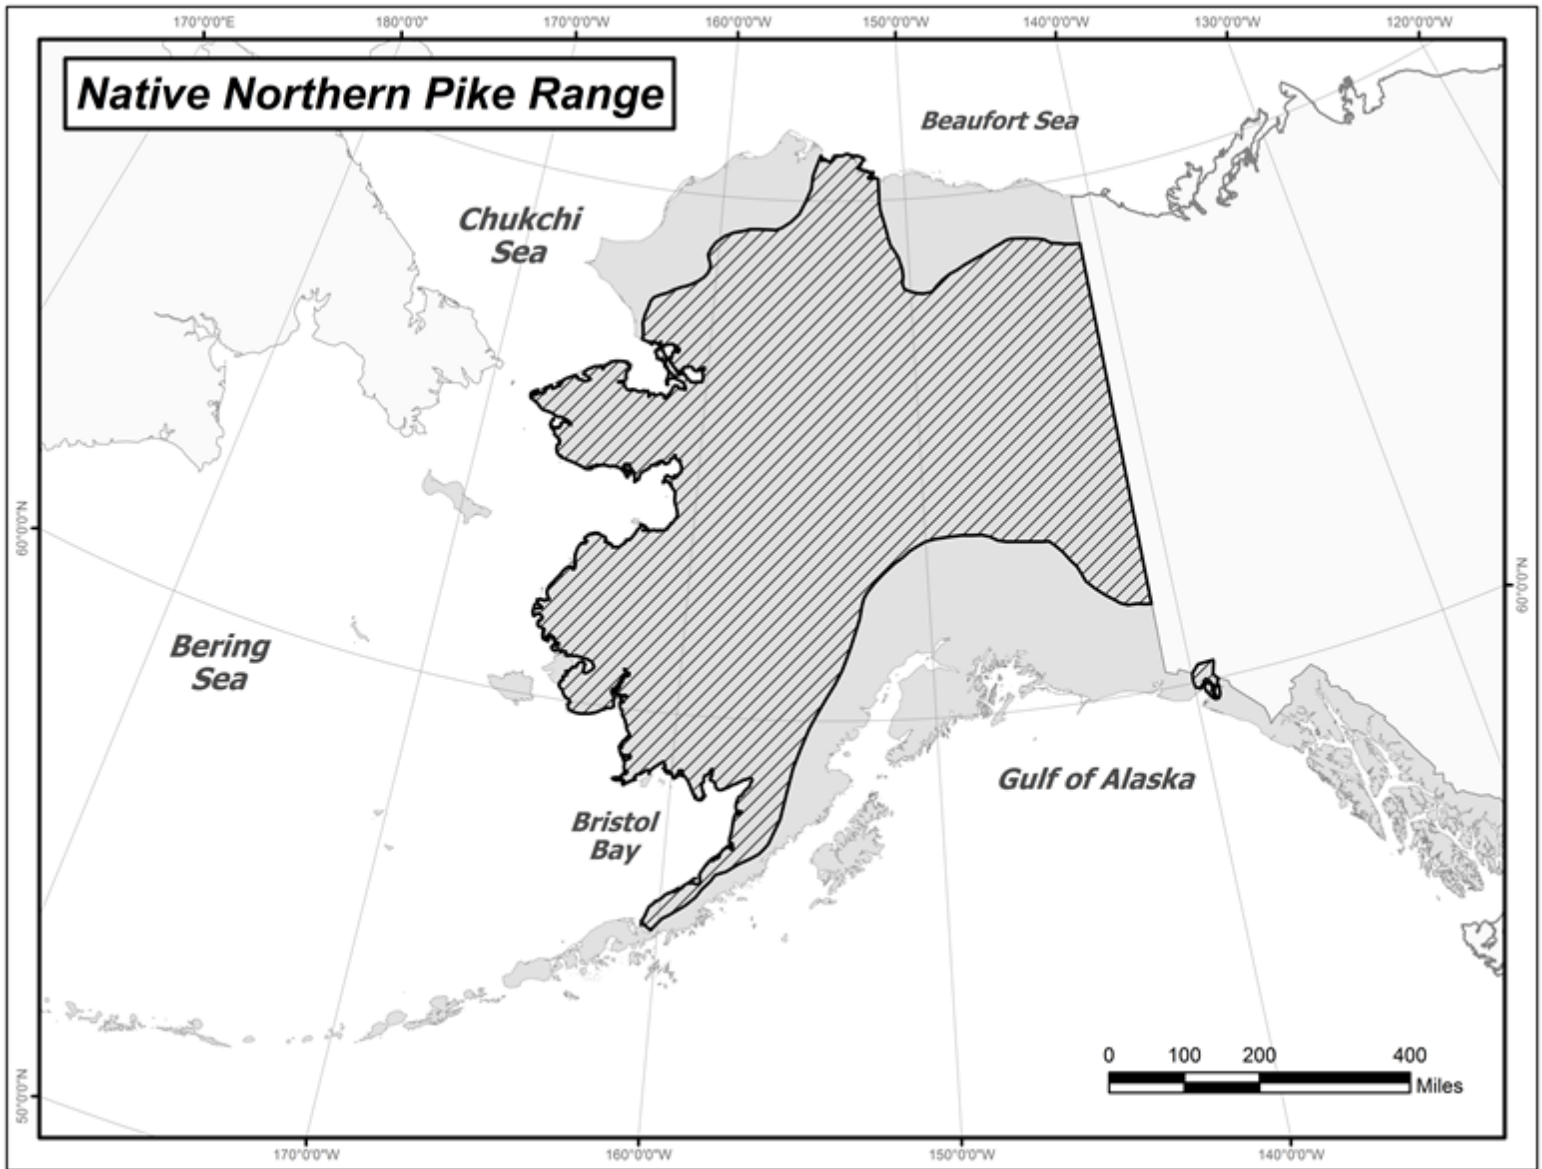 170°0'0"E 180°0'0" 170°0'0"W 160°0'0"W 150°0'0"W 140°0'0"W 130°0'0"W 120°0'0"W
Native Northern Pike Range
Beaufort Sea
Chukchi
Sea
60°0'0"N
60°0'0"N
Bering
Sea
Gulf of Alaska
Bristol
Bay
0 100 200 400
Miles
50°0'0"N
170°0'0"W 160°0'0"W 150°0'0"W 140°0'0"W